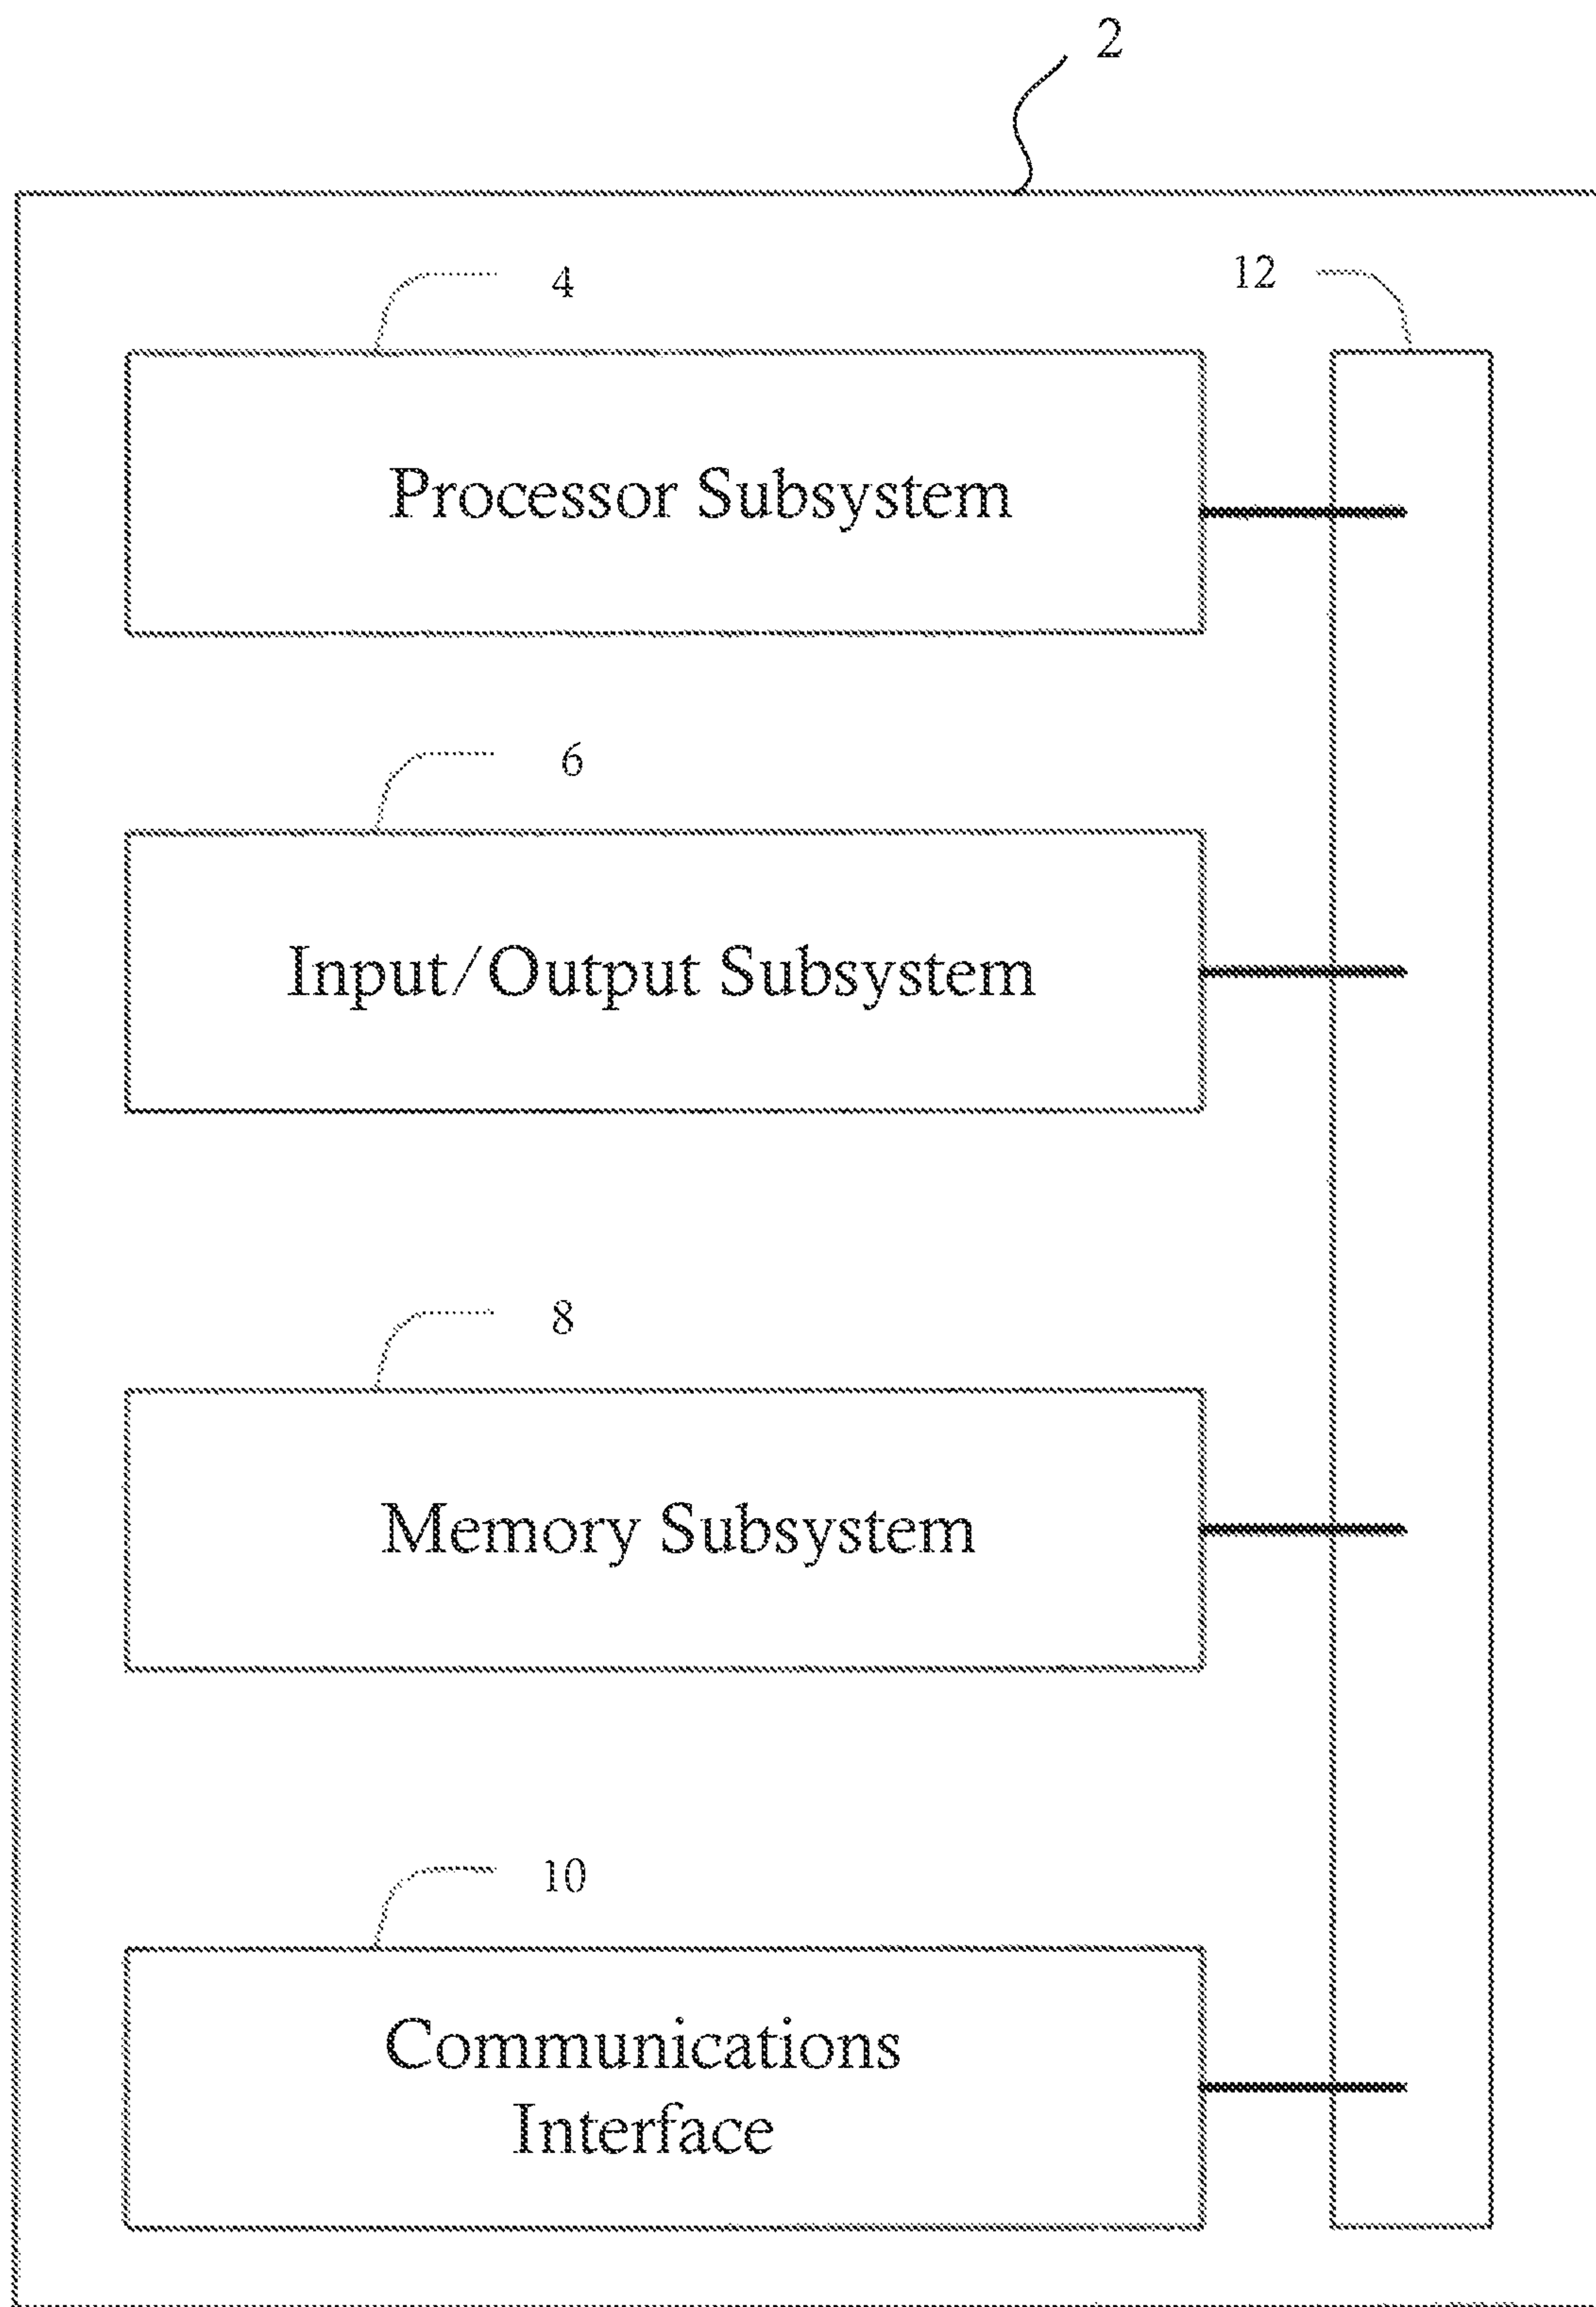 2
4
12
Processor Subsystem
6
Input/Output Subsystem
8
Memory Subsystem
10
Communications
Interface